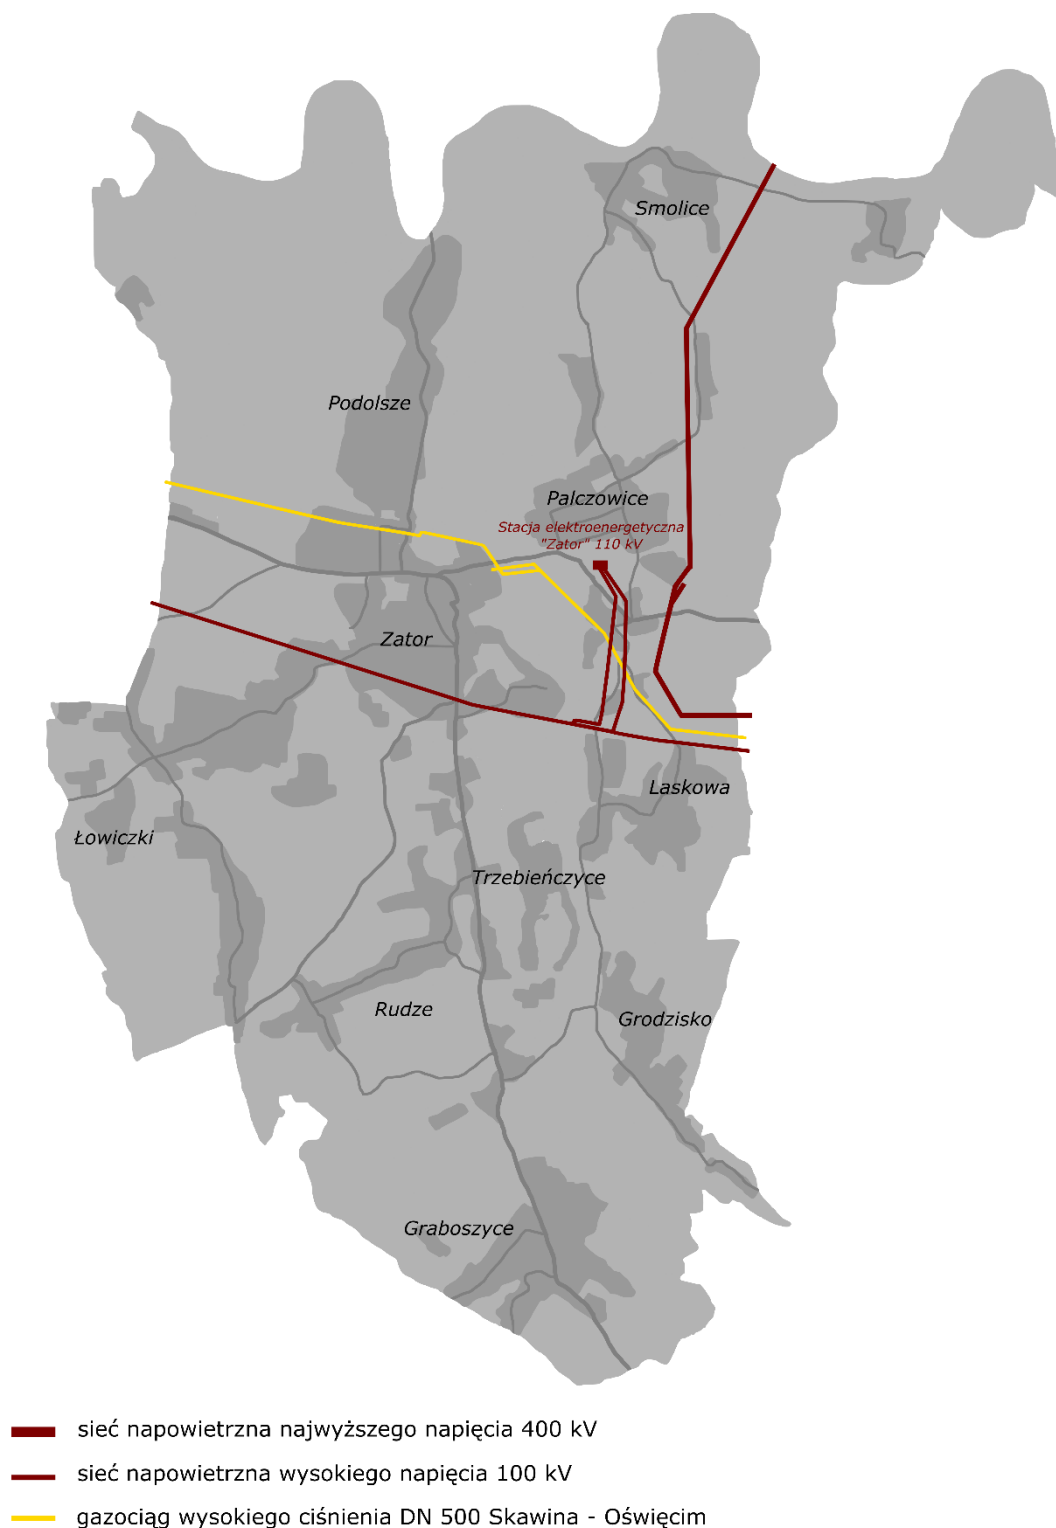 Smolice
Podolsze
Palczowice
Stacja elektroenergetyczna
"Zator" 110 kV
Zator
Laskowa
Łowiczki
Trzebieńczyce
Rudze
Grodzisko
Graboszyce
sieć napowietrzna najwyższego napięcia 400 kV
sieć napowietrzna wysokiego napięcia 100 kV
gazociąg wysokiego ciśnienia DN 500 Skawina - Oświęcim